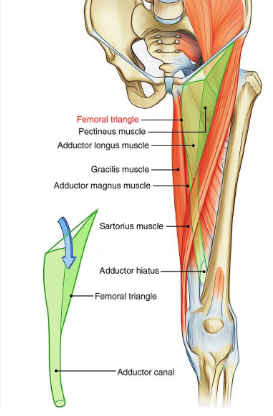 Femoral triangle
Pectineus muscle
Adductor longus muscle
Gracilis muscle
Adductor magnus muscle
Sartorius muscle
Adductor hiatus
Femoral triangle
Adductor canal